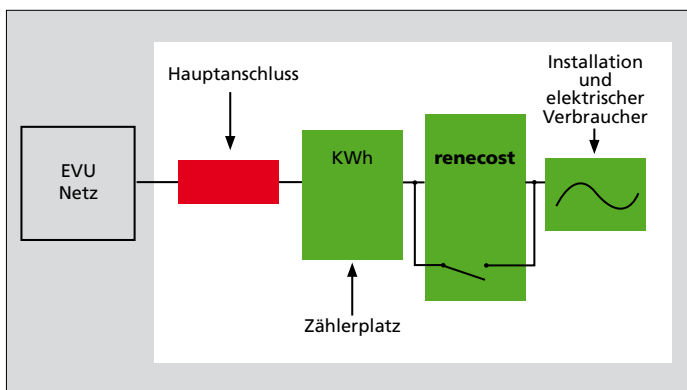 Hauptanschluss
Installation
und
elektrischer
Verbraucher
EVU
Netz
KWh
renecost
Zählerplatz